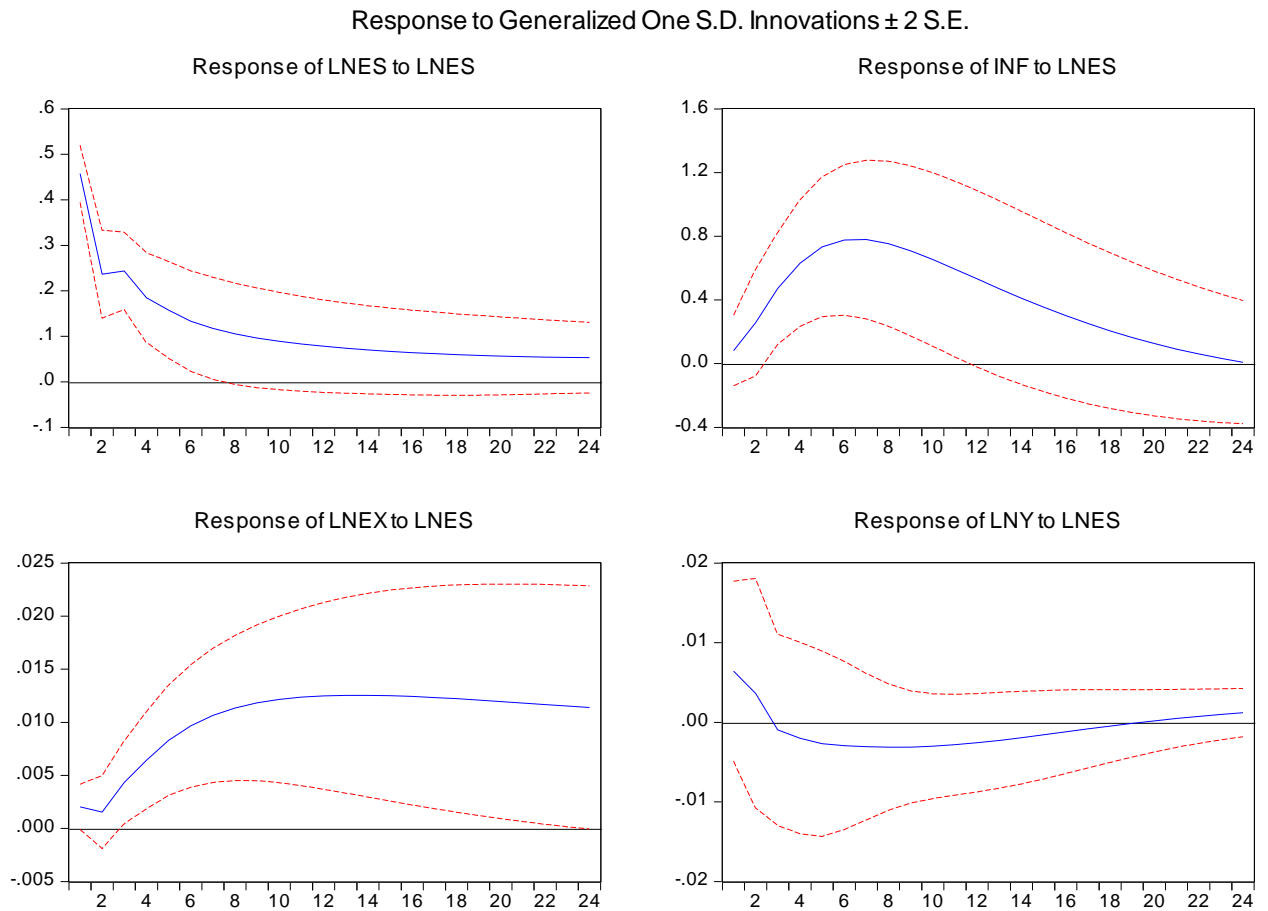 Response to Generalized One S.D. Innovations ± 2 S.E.
Response of LNES to LNES
.6
.5
.4
.3
.2
.1
.0
-.1
2 4 6 8 10 12 14 16 18 20 22 24
Response of INF to LNES
1.6
1.2
0.8
0.4
0.0
-0.4
2 4 6 8 10 12 14 16 18 20 22 24
Response of LNEX to LNES
.025
.020
.015
.010
.005
.000
-.005
2 4 6 8 10 12 14 16 18 20 22 24
Response of LNY to LNES
.02
.01
.00
-.01
-.02
2 4 6 8 10 12 14 16 18 20 22 24